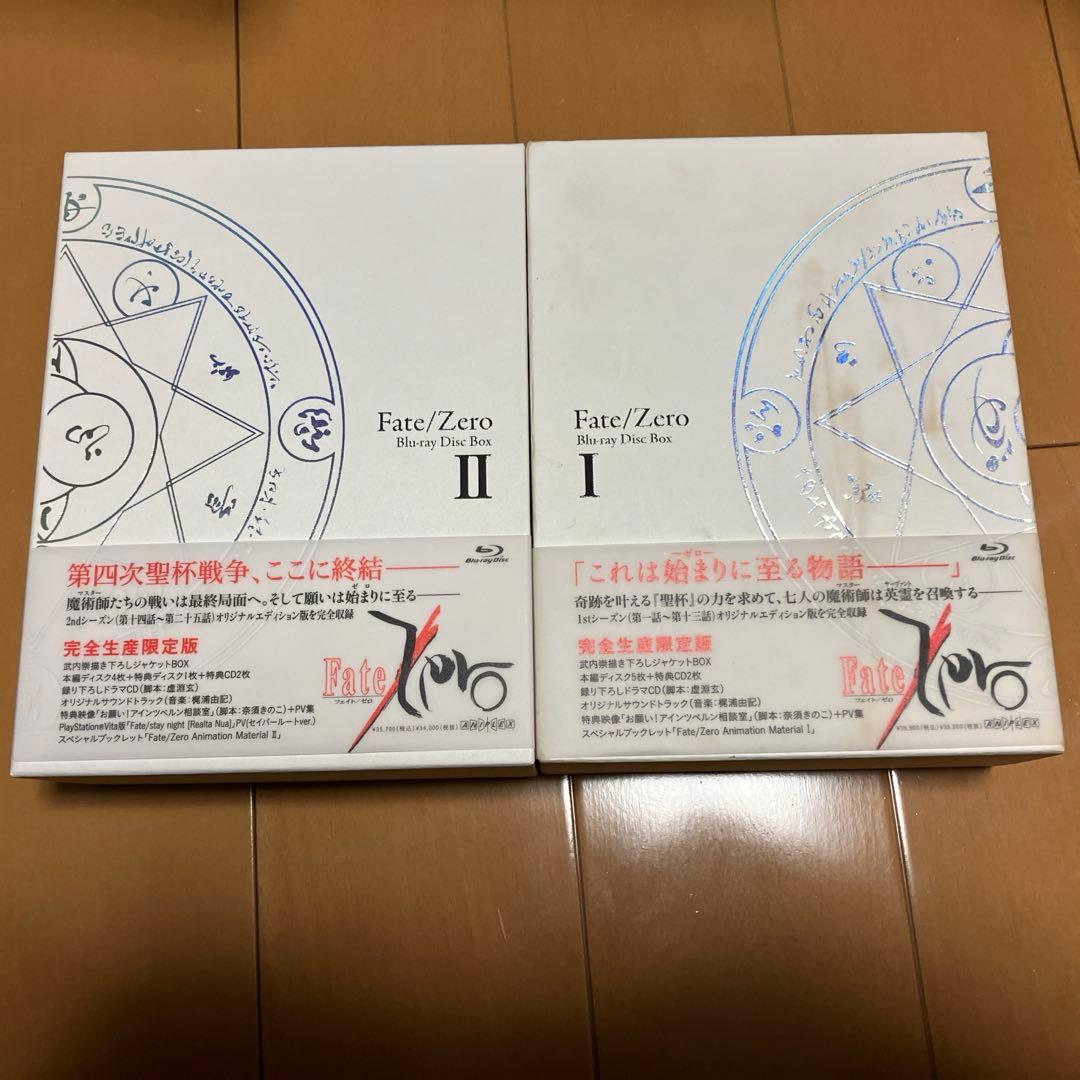 Fate/Zero
Blu-ray Disc Box
II
Blu-ray Disc
第四次聖杯戦争、ここに終結———
マスター ゼロ
魔術師たちの戦いは最終局面へ。そして願いは始まりに至る——
2ndシーズン(第十四話~第二十五話)オリジナルエディション版を完全収録
完全生産限定版
武内崇描き下ろしジャケットBOX
本編ディスク4枚+特典ディスク1枚+特典CD2枚
録り下ろしドラマCD(脚本:虚淵玄)
オリジナルサウンドトラック(音楽:梶浦由記)
特典映像「お願い!アインツベルン相談室」(脚本:奈須きのこ)+PV集
PlayStation®Vita版「Fate/stay night [Realta Nua]」PV(セイバールートver.)
スペシャルブックレット「Fate/Zero Animation Material II」
Fate/Zero
フェイト/ゼロ
¥35,700(税込)¥34,000(税抜) ANIPLEX
Fate/Zero
Blu-ray Disc Box
I
Blu-ray Disc
ゼロ
「これは始まりに至る物語———」
マスター サーヴァント
奇跡を叶える『聖杯』の力を求めて、七人の魔術師は英霊を召喚する——
1stシーズン(第一話~第十三話)オリジナルエディション版を完全収録
完全生産限定版
武内崇描き下ろしジャケットBOX
本編ディスク5枚+特典CD2枚
録り下ろしドラマCD(脚本:虚淵玄)
オリジナルサウンドトラック(音楽:梶浦由記)
特典映像「お願い!アインツベルン相談室」(脚本:奈須きのこ)+PV集
スペシャルブックレット「Fate/Zero Animation Material I」
Fate/Zero
フェイト/ゼロ
ANIPLEX